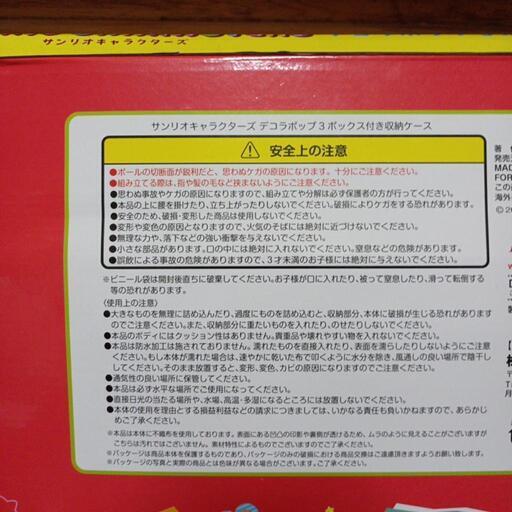 サンリオキャラクターズ
サンリオキャラクターズ デコラポップ3ボックス付き収納ケース
安全上の注意
●ポールの切断面が鋭利だと、思わぬケガの原因になります。十分にご注意ください。
●組み立てる際は、指や髪の毛など挟まないようにご注意ください。
●思わぬ事故やケガの原因となりますので、組み立てや分解は必ず保護者の方が行ってください。
●本品の上に腰を掛けたり、立ち上がったりしないでください。破損によりケガをする恐れがあります。
●安全のため、破損・変形した商品は使用しないでください。
●変形や変色の原因となりますので、火気のそばには絶対に近づけないでください。
●無理な力や、落下などの強い衝撃を与えないでください。
●小さな部品があります。口の中には絶対に入れないでください。窒息などの危険があります。
●誤飲による事故の危険がありますので、3才未満のお子様には絶対に与えないでください。
※ビニール袋は開封後直ちに破棄してください。お子様が口に入れたり、被って窒息したり、滑って転倒する
等の恐れがあります。
〈使用上の注意〉
●大きなものを無理に詰め込んだり、過度にものを詰め込むと、収納部分、本体に破損が生じる恐れがありますので
ご注意ください。また、収納部分に重たいものを入れたり、のせたりしないでください。
●本品のボディにはクッション性はありません。貴重品や壊れやすい物を入れないでください。
●本品は防水加工は施されておりません。濡れたものを直接入れたり、表面を濡らしたりしないようにご注意
ください。もし本体が濡れた場合は、速やかに乾いた布で叩くように水分を除き、風通しの良い場所で陰干し
してください。そのまま放置すると、変形、変色、カビの原因になりますのでご注意ください。
●通気性の良い場所に保管してください。
●本品は必ず水平な場所でご使用になってください。
●直接日光の当たる場所や、水場、高温・多湿になるところには放置しないでください。
●本体の使用を理由とする損益利益などの請求につきましては、いかなる責任も負いかねますので、あらかじ
めご了承ください。
※本品は本体に不織布を使用しております。表面にある凹凸の印影や裏側が透けるため、ムラのように見えることがございますが
こちらは汚れではございません。素材特性によるものでございますのでご了承くださいませ。
※パッケージは商品本体を保護するものであり、パッケージのみの破損における商品交換はご遠慮頂きますようお願い致します。
※パッケージの写真と実際の商品とは色味が異なる場合がございます。ご了承ください。
発売元
MADE
FOR
この商
海外